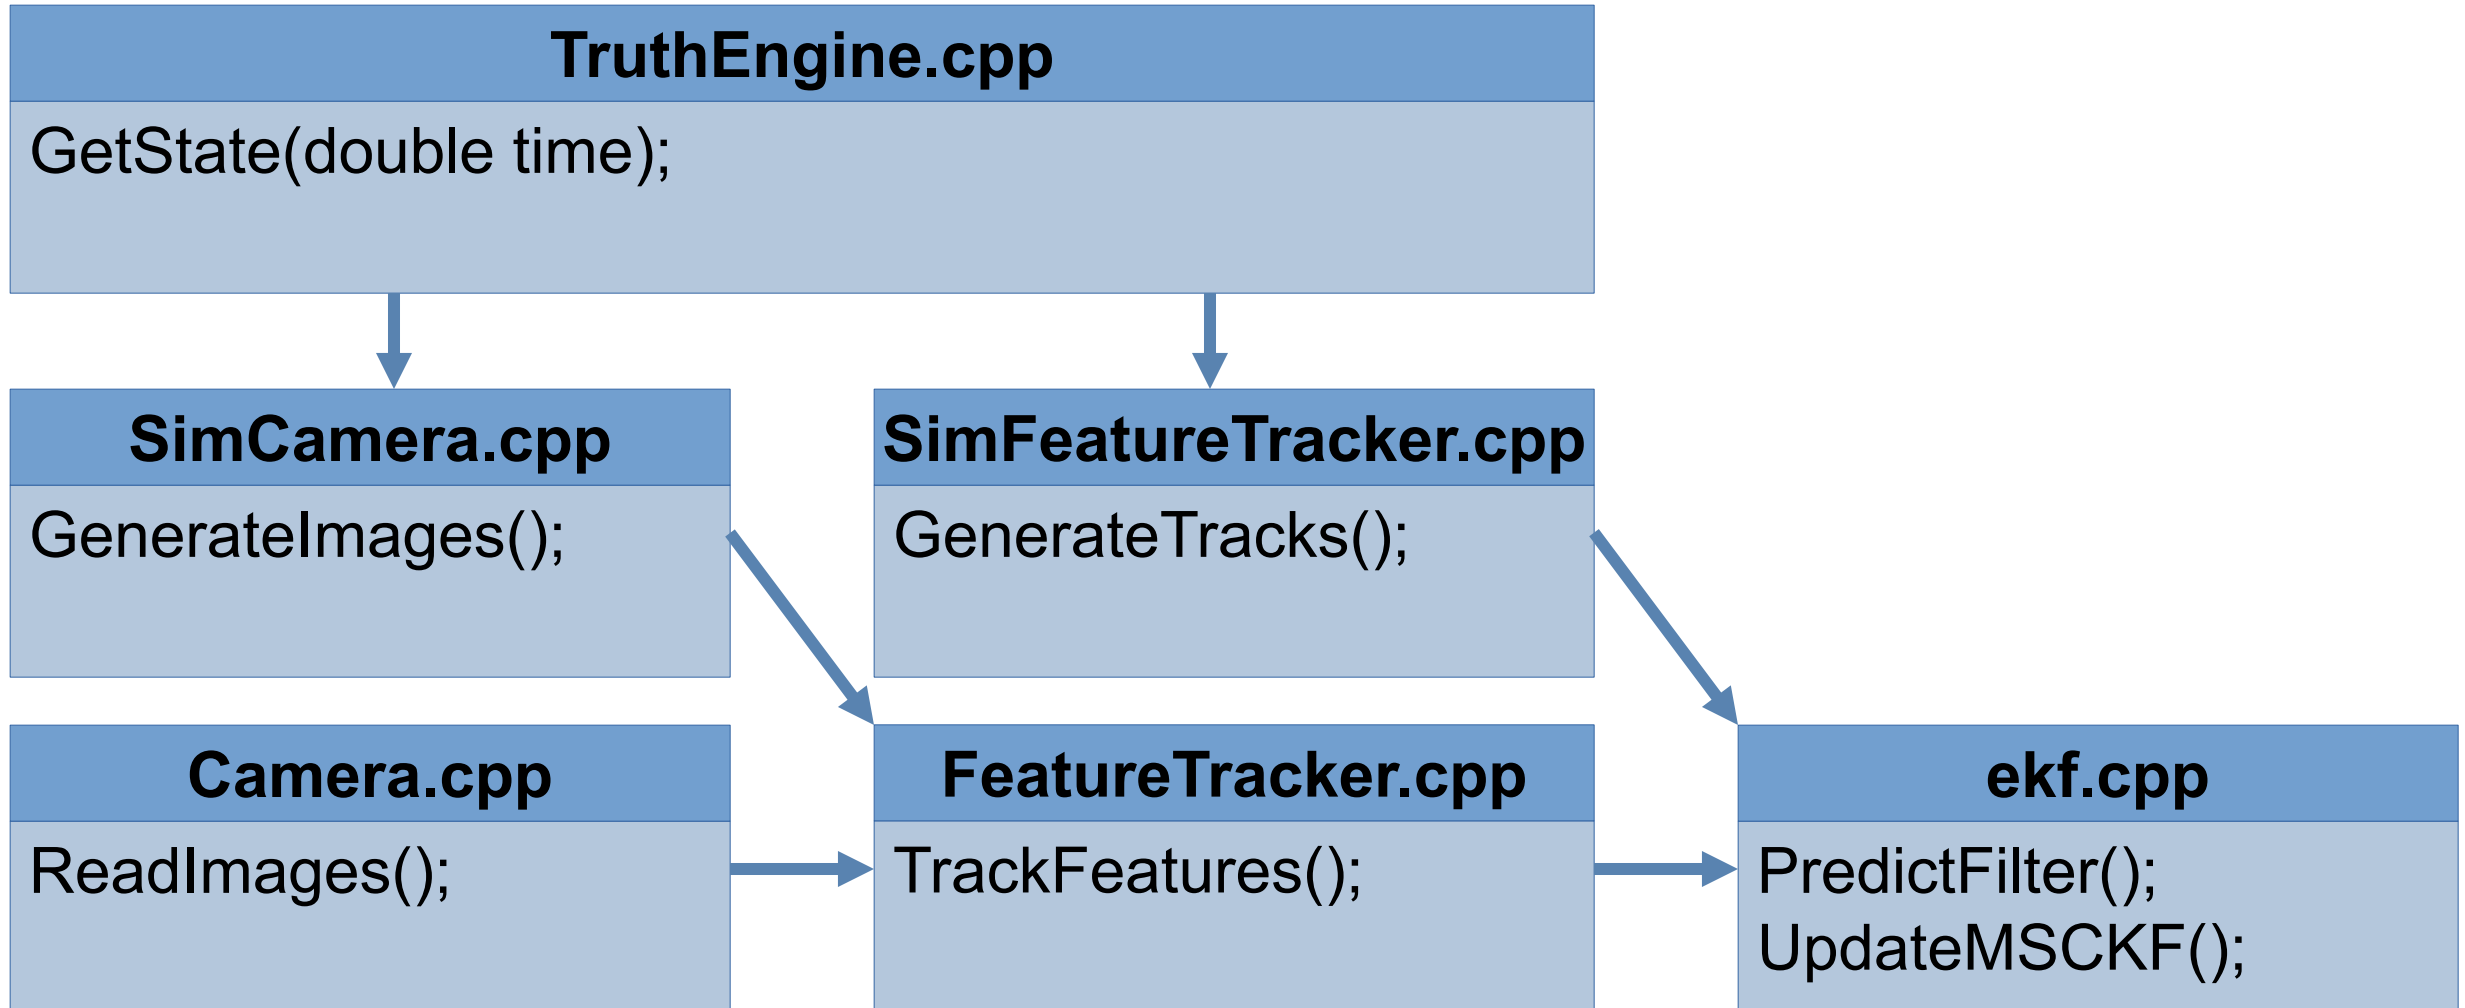 TruthEngine.cpp
GetState(double time);
SimCamera.cpp
GenerateImages();
SimFeatureTracker.cpp
GenerateTracks();
Camera.cpp
ReadImages();
FeatureTracker.cpp
TrackFeatures();
ekf.cpp
PredictFilter();
UpdateMSCKF();